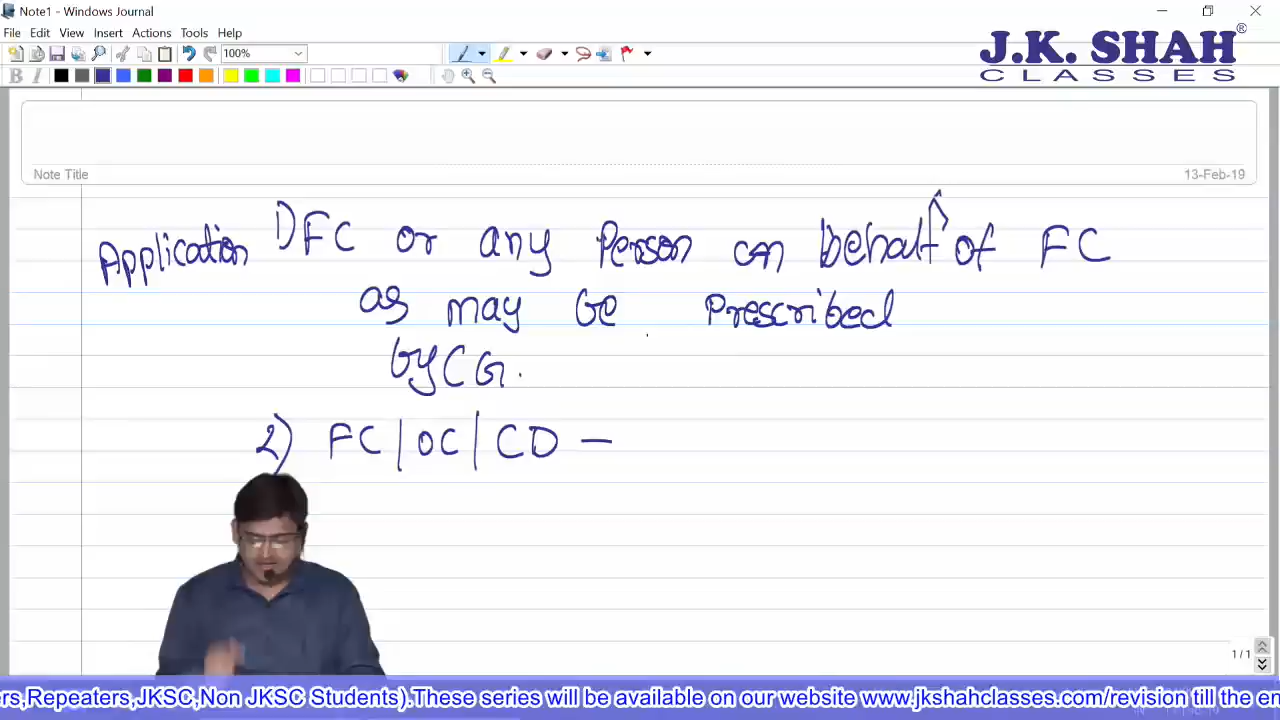 Note1 - Windows Journal
File Edit View Insert Actions Tools Help
100%
J.K. SHAH®
CLASSES
Note Title
13-Feb-19
Application 1) FC or any Person on behalf of FC
as may be Prescribed
by CG.
2) FC | OC | CD —
1 / 1
ers,Repeaters,JKSC,Non JKSC Students).These series will be available on our website www.jkshahclasses.com/revision till the en